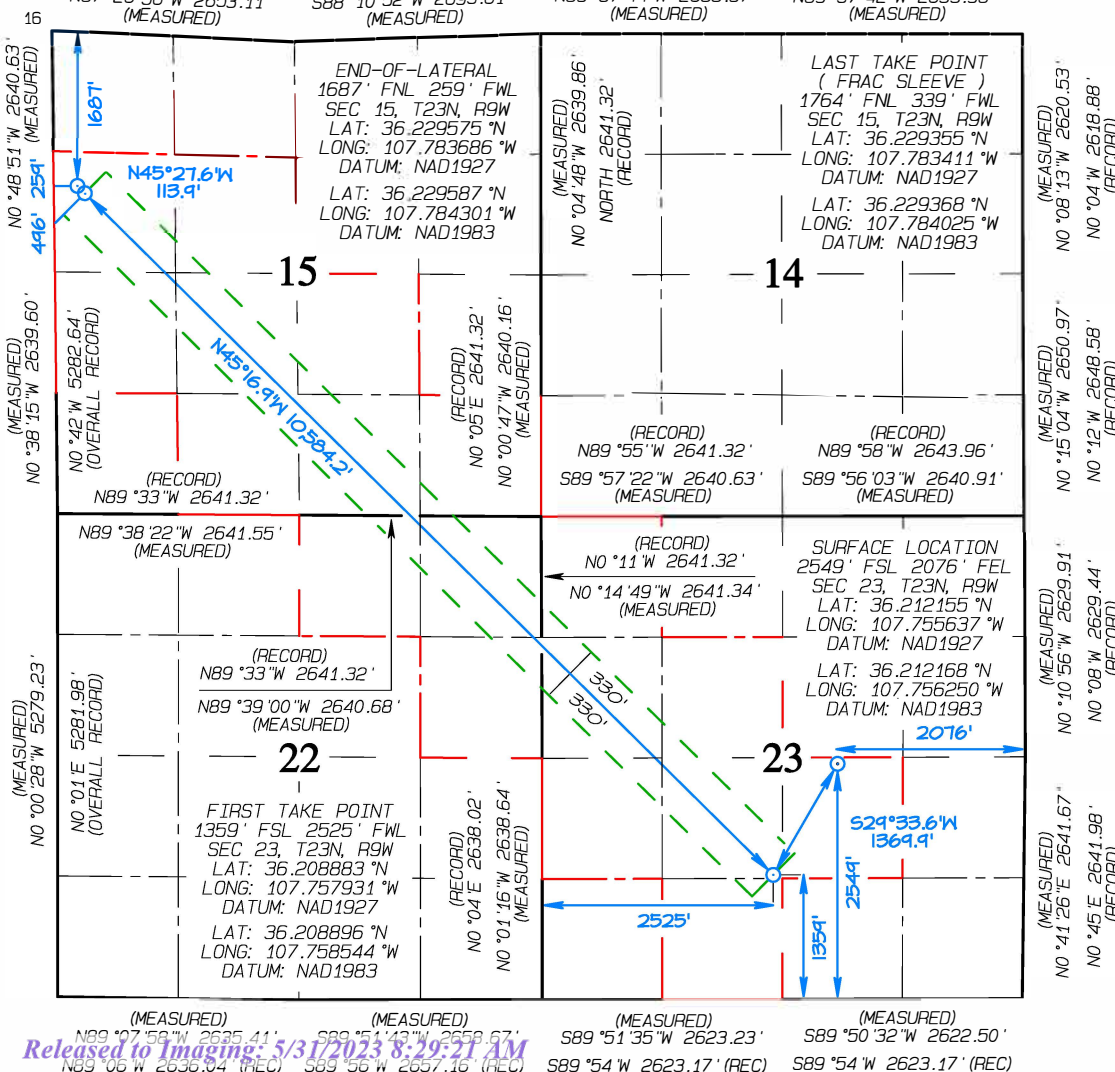 (MEASURED)
(MEASURED)
(MEASURED)
(MEASURED)
16
N0°48'51"W 2640.63'
(MEASURED)
1687'
259'
496'
N45°27.6'W
113.9'
END-OF-LATERAL
1687' FNL 259' FWL
SEC 15, T23N, R9W
LAT: 36.229575°N
LONG: 107.783686°W
DATUM: NAD1927
LAT: 36.229587°N
LONG: 107.784301°W
DATUM: NAD1983
(MEASURED)
N0°04'48"W 2639.86'
NORTH 2641.32'
(RECORD)
LAST TAKE POINT
( FRAC SLEEVE )
1764' FNL 339' FWL
SEC 15, T23N, R9W
LAT: 36.229355°N
LONG: 107.783411°W
DATUM: NAD1927
LAT: 36.229368°N
LONG: 107.784025°W
DATUM: NAD1983
(MEASURED)
N0°08'13"W 2620.53'
N0°04'W 2618.88'
(RECORD)
15
14
(MEASURED)
N0°38'15"W 2639.60'
N0°42'W 5282.64'
(OVERALL RECORD)
N45°16.9'W 10,584.2'
(RECORD)
N0°05'E 2641.32'
N0°00'47"W 2640.16'
(MEASURED)
(RECORD)
N89°55'W 2641.32'
S89°57'22"W 2640.63'
(MEASURED)
(RECORD)
N89°58'W 2643.96'
S89°56'03"W 2640.91'
(MEASURED)
(MEASURED)
N0°15'04"W 2650.97'
N0°12'W 2648.58'
(RECORD)
(RECORD)
N89°33'W 2641.32'
N89°38'22"W 2641.55'
(MEASURED)
(RECORD)
N0°11'W 2641.32'
N0°14'49"W 2641.34'
(MEASURED)
SURFACE LOCATION
2549' FSL 2076' FEL
SEC 23, T23N, R9W
LAT: 36.212155°N
LONG: 107.755637°W
DATUM: NAD1927
LAT: 36.212168°N
LONG: 107.756250°W
DATUM: NAD1983
(MEASURED)
N0°10'56"W 2629.91'
N0°08'W 2629.44'
(RECORD)
(RECORD)
N89°33'W 2641.32'
N89°39'00"W 2640.68'
(MEASURED)
(MEASURED)
N0°00'28"W 5279.23'
N0°01'E 5281.98'
(OVERALL RECORD)
330'
330'
2076'
22
23
FIRST TAKE POINT
1359' FSL 2525' FWL
SEC 23, T23N, R9W
LAT: 36.208883°N
LONG: 107.757931°W
DATUM: NAD1927
LAT: 36.208896°N
LONG: 107.758544°W
DATUM: NAD1983
(RECORD)
N0°04'E 2638.02'
N0°01'16"W 2638.64'
(MEASURED)
S29°33.6'W
1369.9'
2549'
2525'
1359'
(MEASURED)
N0°41'26"E 2641.67'
N0°45'E 2641.98'
(RECORD)
(MEASURED)
N89°07'58"W 2635.41'
N89°06'W 2636.04' (REC)
(MEASURED)
S89°51'43"W 2658.67'
S89°56'W 2657.16' (REC)
(MEASURED)
S89°51'35"W 2623.23'
S89°54'W 2623.17' (REC)
(MEASURED)
S89°50'32"W 2622.50'
S89°54'W 2623.17' (REC)
Released to Imaging: 5/31/2023 8:29:21 AM